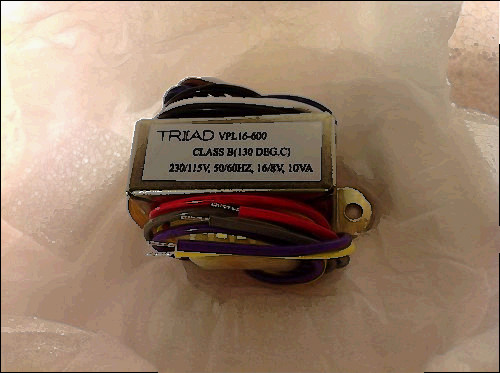 TRIAD VPL16-600
CLASS B(130 DEG.C)
230/115V, 50/60HZ, 16/8V, 10VA